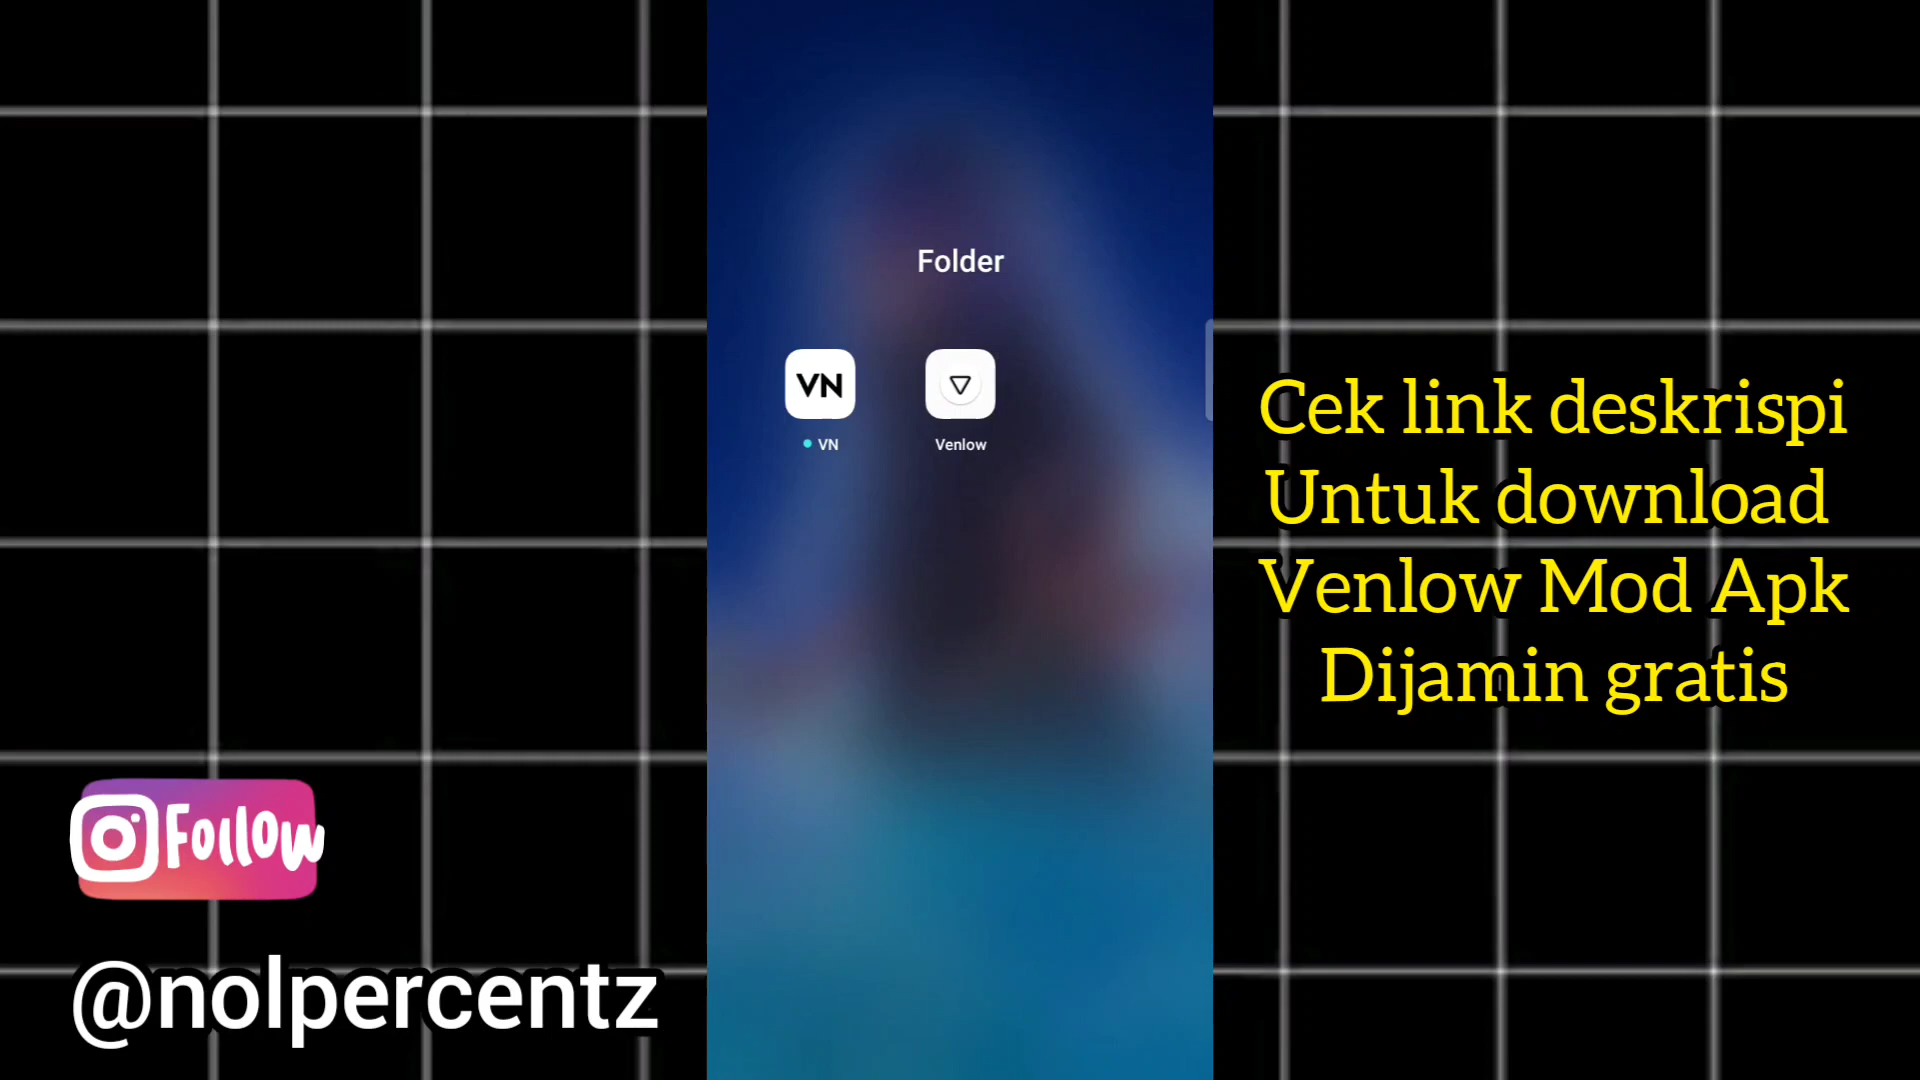 Folder
VN
VN
Venlow
Cek link deskrispi
Untuk download
Venlow Mod Apk
Dijamin gratis
Follow
@nolpercentz